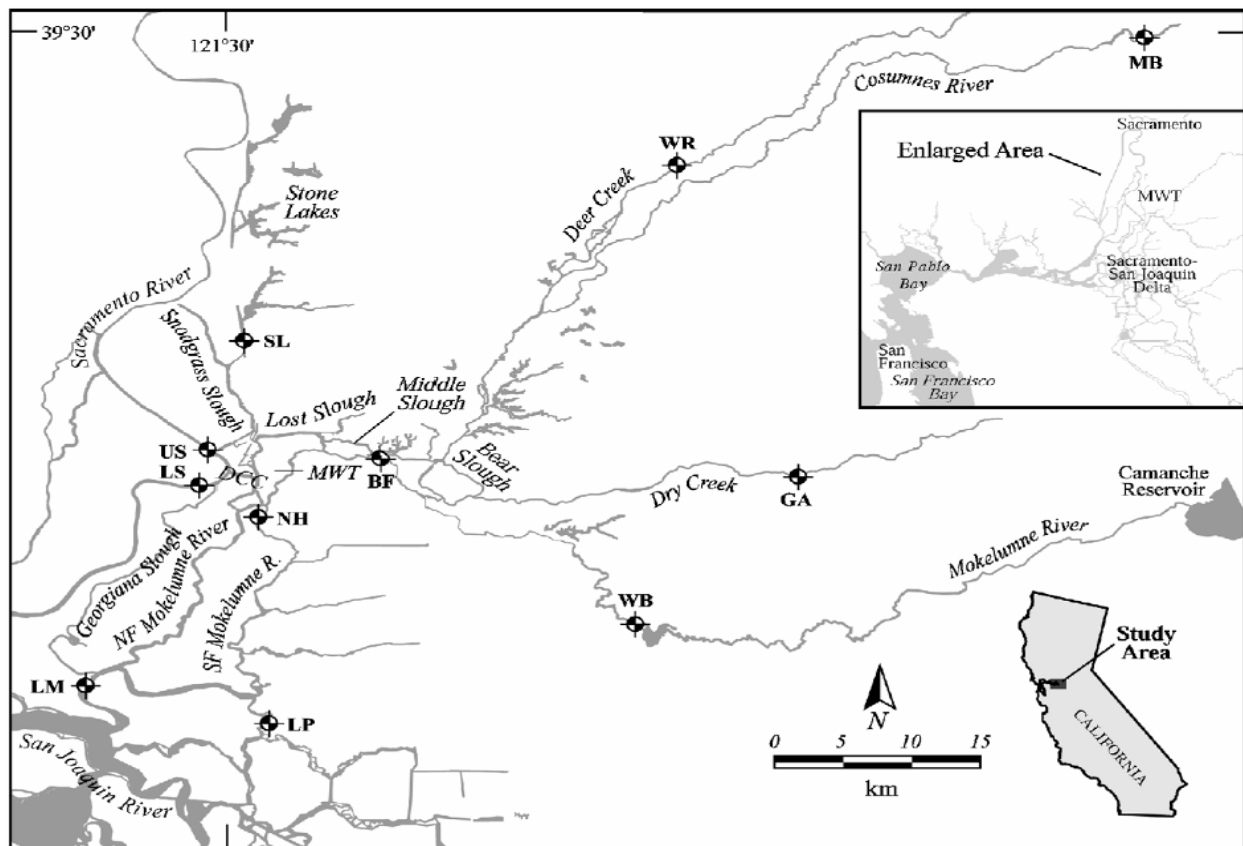 39°30'
121°30'
MB
Cosumnes River
Sacramento
Enlarged Area
MWT
San Pablo
Bay
Sacramento-
San Joaquin
Delta
San
Francisco
San Francisco
Bay
WR
Deer Creek
Stone
Lakes
Sacramento River
Snodgrass Slough
SL
Middle
Slough
Lost Slough
US
LS
DCC
MWT
BF
Bear
Slough
Dry Creek
GA
Camanche
Reservoir
NH
Mokelumne River
Georgiana Slough
NF Mokelumne River
SF Mokelumne R.
WB
Study
Area
LM
LP
N
CALIFORNIA
San Joaquin River
0 5 10 15
km